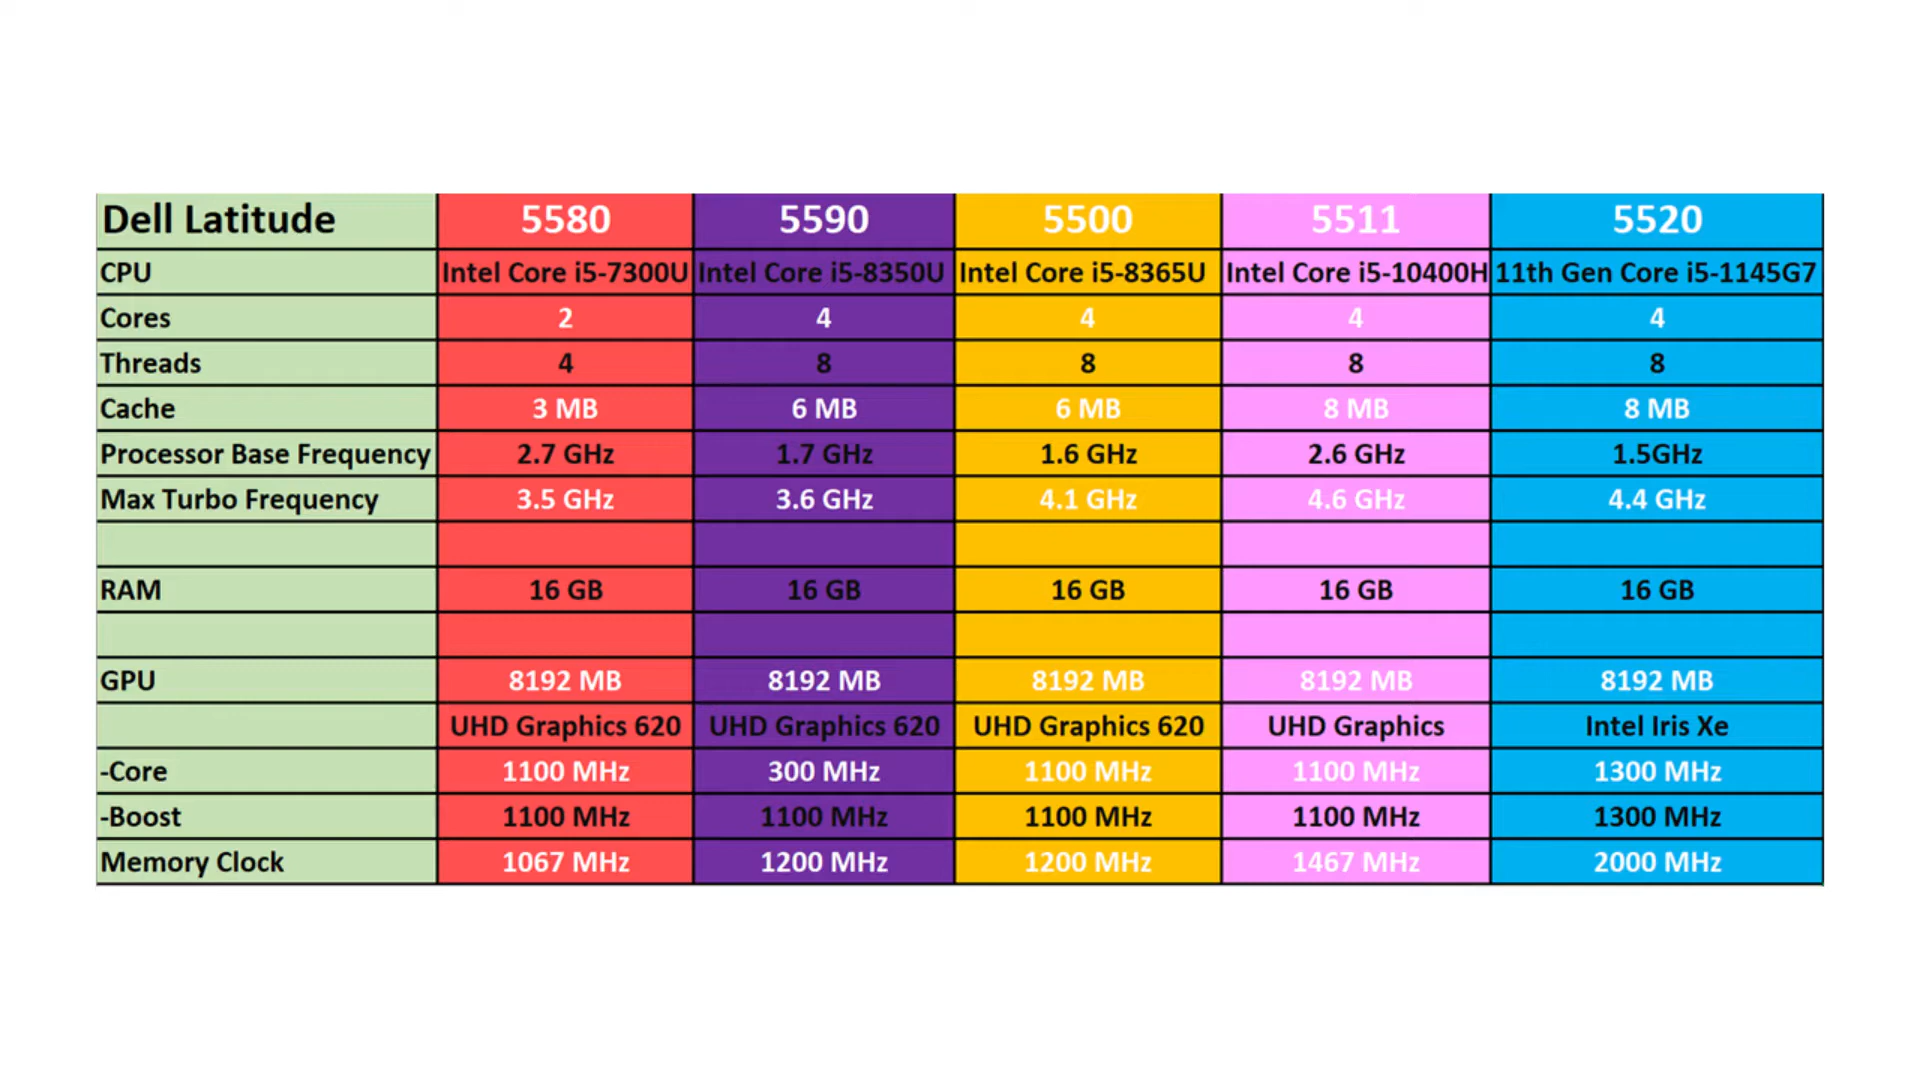 Dell Latitude 5580 5590 5500 5511 5520
CPU Intel Core i5-7300U Intel Core i5-8350U Intel Core i5-8365U Intel Core i5-10400H 11th Gen Core i5-1145G7
Cores 2 4 4 4 4
Threads 4 8 8 8 8
Cache 3 MB 6 MB 6 MB 8 MB 8 MB
Processor Base Frequency 2.7 GHz 1.7 GHz 1.6 GHz 2.6 GHz 1.5GHz
Max Turbo Frequency 3.5 GHz 3.6 GHz 4.1 GHz 4.6 GHz 4.4 GHz
RAM 16 GB 16 GB 16 GB 16 GB 16 GB
GPU 8192 MB 8192 MB 8192 MB 8192 MB 8192 MB
UHD Graphics 620 UHD Graphics 620 UHD Graphics 620 UHD Graphics Intel Iris Xe
-Core 1100 MHz 300 MHz 1100 MHz 1100 MHz 1300 MHz
-Boost 1100 MHz 1100 MHz 1100 MHz 1100 MHz 1300 MHz
Memory Clock 1067 MHz 1200 MHz 1200 MHz 1467 MHz 2000 MHz